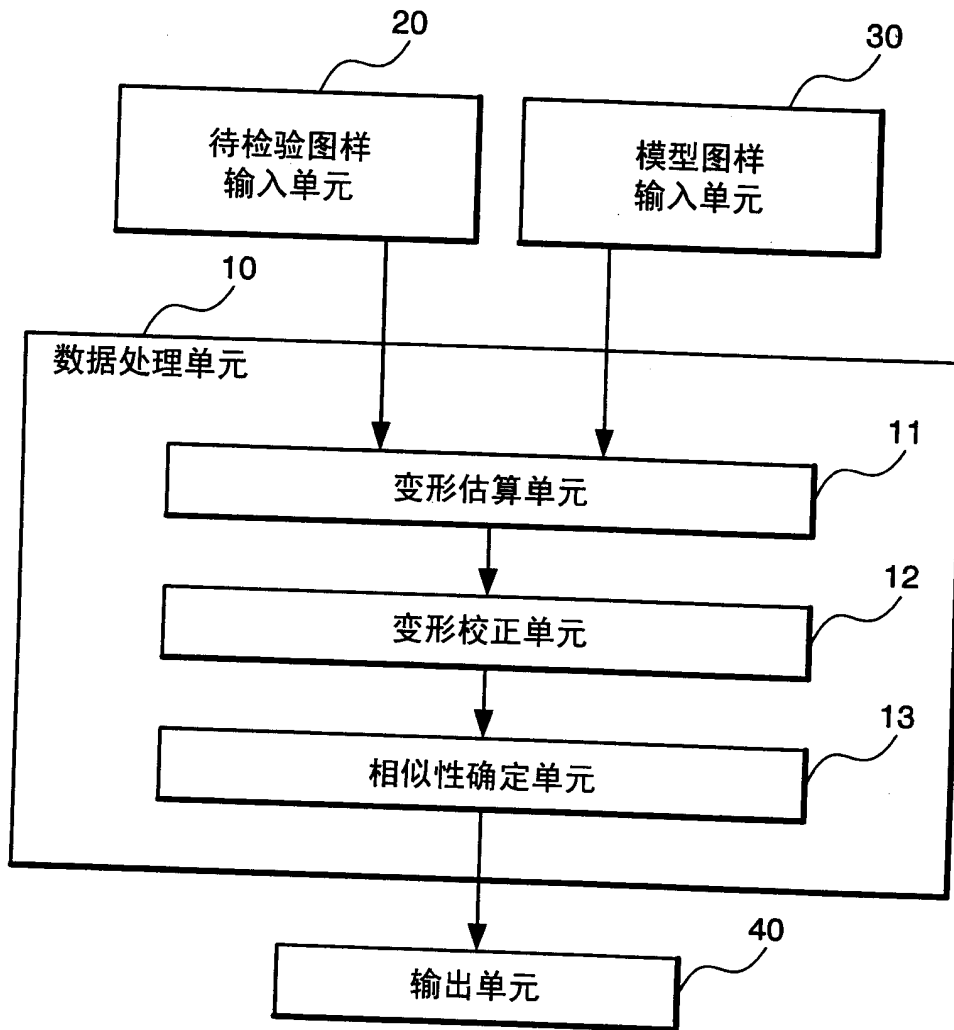 20
30
待检验图样
输入单元
模型图样
输入单元
10
数据处理单元
11
变形估算单元
12
变形校正单元
13
相似性确定单元
40
输出单元